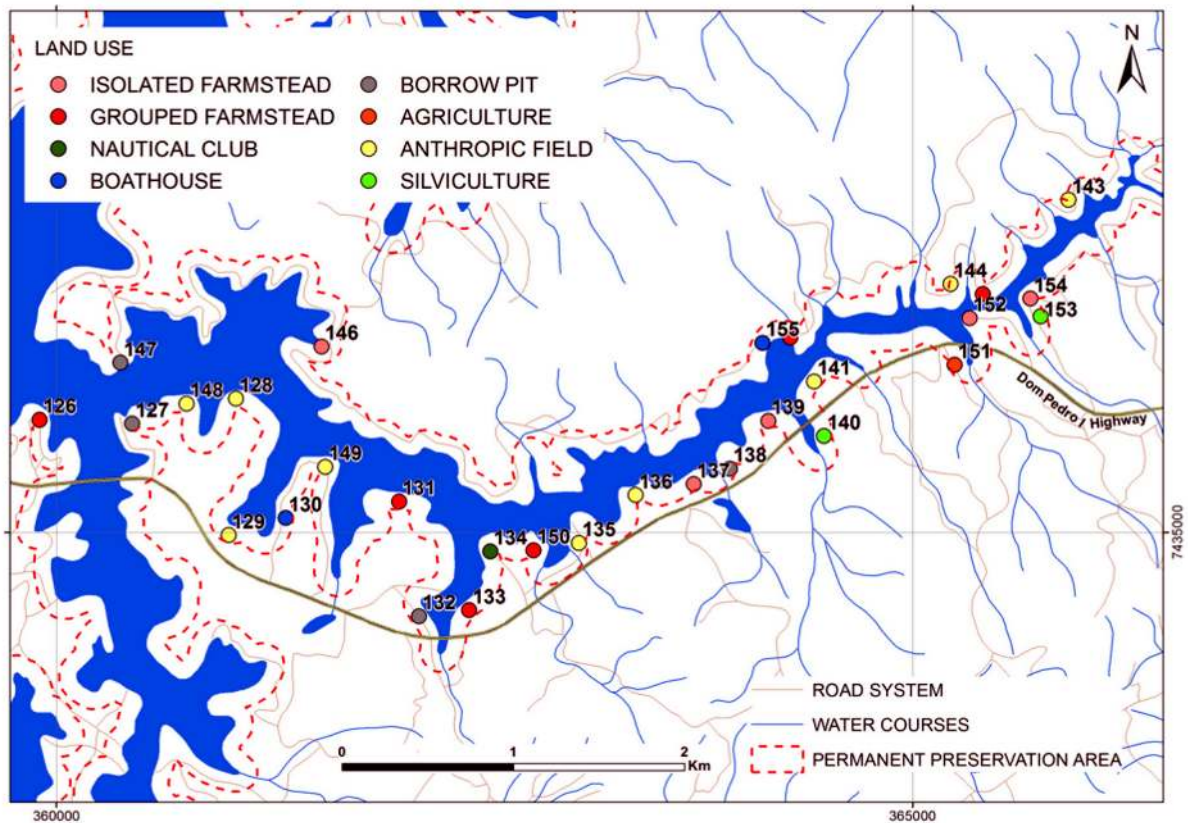 N
LAND USE
ISOLATED FARMSTEAD
GROUPED FARMSTEAD
NAUTICAL CLUB
BOATHOUSE
BORROW PIT
AGRICULTURE
ANTHROPIC FIELD
SILVICULTURE
143
144
154
152
153
146
155
147
151
141
148
128
Dom Pedro I Highway
126
127
139
140
149
138
137
136
131
130
129
134
150
135
7435000
132
133
ROAD SYSTEM
WATER COURSES
PERMANENT PRESERVATION AREA
0 1 2
Km
360000 365000